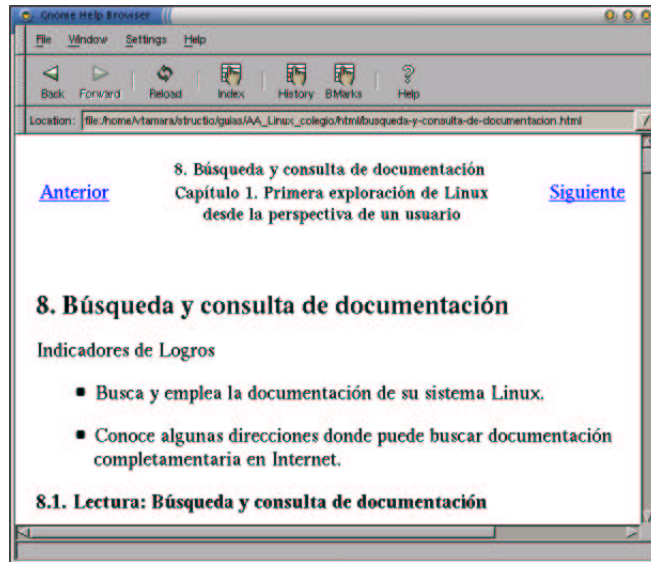 Gnome Help Browser
File Window Settings Help
Back Forward Reload Index History BMarks Help
Location: file:/home/vtamara/structio/guias/AA_Linux_colegio/html/busqueda-y-consulta-de-documentacion.html
8. Búsqueda y consulta de documentación
Anterior Capítulo 1. Primera exploración de Linux Siguiente
desde la perspectiva de un usuario
8. Búsqueda y consulta de documentación
Indicadores de Logros
Busca y emplea la documentación de su sistema Linux.
Conoce algunas direcciones donde puede buscar documentación
completamentaria en Internet.
8.1. Lectura: Búsqueda y consulta de documentación